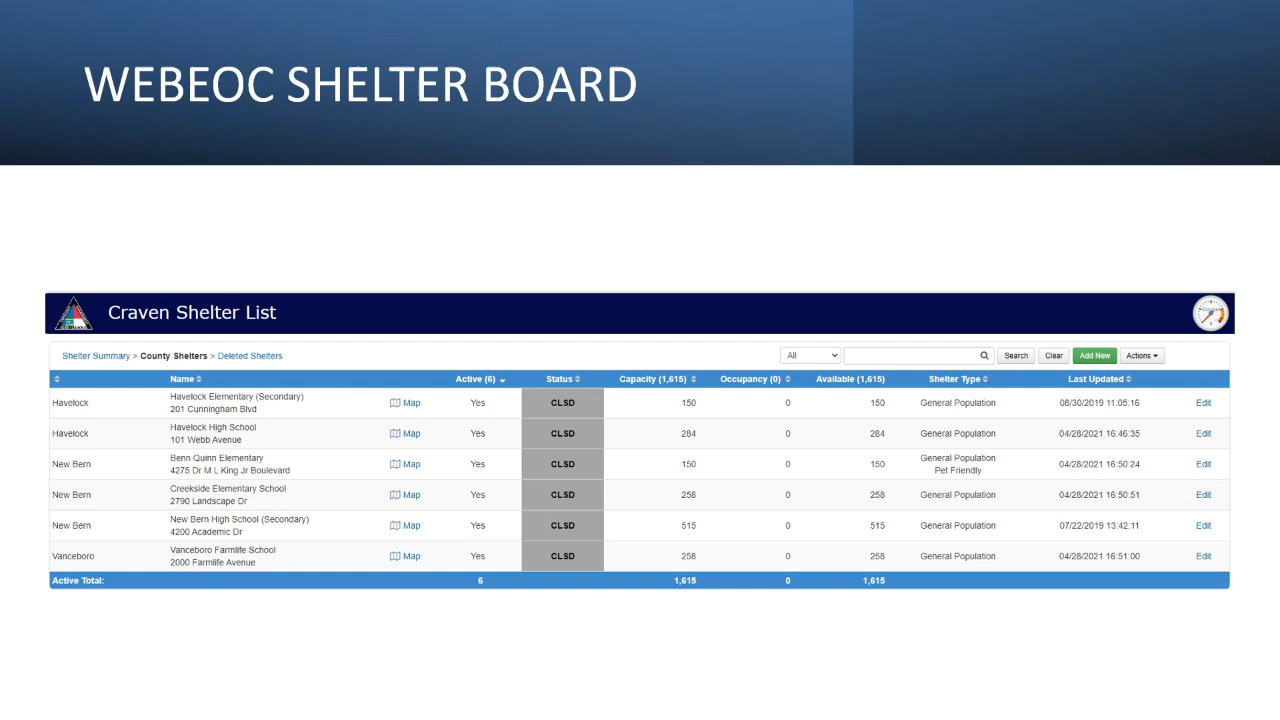 WEBEOC SHELTER BOARD
Craven Shelter List
Shelter Summary > County Shelters > Deleted Shelters All Search Clear Add New Actions
Name Active (6) Status Capacity (1,615) Occupancy (0) Available (1,615) Shelter Type Last Updated
Havelock Havelock Elementary (Secondary) Map Yes CLSD 150 0 150 General Population 08/30/2019 11:05:16 Edit
201 Cunningham Blvd
Havelock Havelock High School Map Yes CLSD 284 0 284 General Population 04/28/2021 16:46:35 Edit
101 Webb Avenue
New Bern Benn Quinn Elementary Map Yes CLSD 150 0 150 General Population 04/28/2021 16:50:24 Edit
4275 Dr M L King Jr Boulevard Pet Friendly
New Bern Creekside Elementary School Map Yes CLSD 258 0 258 General Population 04/28/2021 16:50:51 Edit
2790 Landscape Dr
New Bern New Bern High School (Secondary) Map Yes CLSD 515 0 515 General Population 07/22/2019 13:42:11 Edit
4200 Academic Dr
Vanceboro Vanceboro Farmlife School Map Yes CLSD 258 0 258 General Population 04/28/2021 16:51:00 Edit
2000 Farmlife Avenue
Active Total: 6 1,615 0 1,615